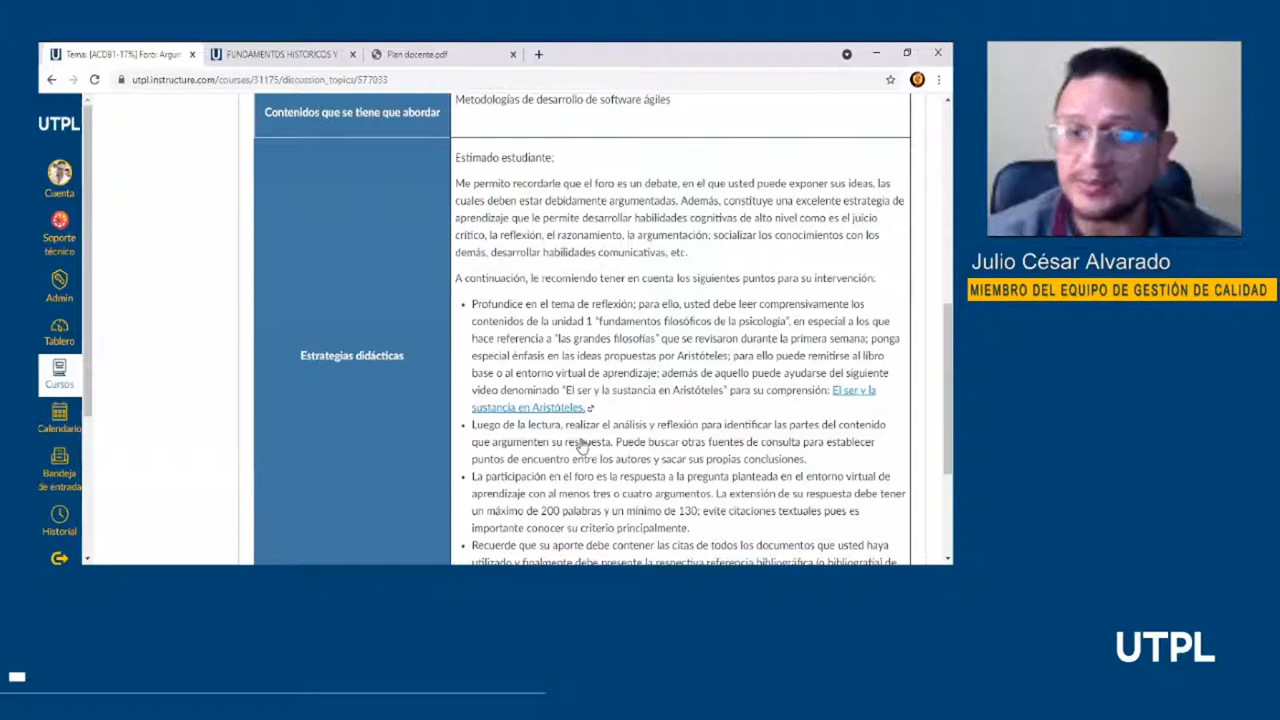 Tema: [ACDB1-17%] Foro: Argum
FUNDAMENTOS HISTORICOS Y
Plan docente.pdf
utpl.instructure.com/courses/31175/discussion_topics/577033
UTPL
Cuenta
Soporte
técnico
Admin
Tablero
Cursos
Calendario
Bandeja
de entrada
Historial
Contenidos que se tiene que abordar
Metodologías de desarrollo de software ágiles
Estrategias didácticas
Estimado estudiante:
Me permito recordarle que el foro es un debate, en el que usted puede exponer sus ideas, las
cuales deben estar debidamente argumentadas. Además, constituye una excelente estrategia de
aprendizaje que le permite desarrollar habilidades cognitivas de alto nivel como es el juicio
crítico, la reflexión, el razonamiento, la argumentación; socializar los conocimientos con los
demás, desarrollar habilidades comunicativas, etc.
A continuación, le recomiendo tener en cuenta los siguientes puntos para su intervención:
• Profundice en el tema de reflexión; para ello, usted debe leer comprensivamente los
contenidos de la unidad 1 "fundamentos filosóficos de la psicología", en especial a los que
hace referencia a "las grandes filosofías" que se revisaron durante la primera semana; ponga
especial énfasis en las ideas propuestas por Aristóteles; para ello puede remitirse al libro
base o al entorno virtual de aprendizaje; además de aquello puede ayudarse del siguiente
video denominado "El ser y la sustancia en Aristóteles" para su comprensión: El ser y la
sustancia en Aristóteles.
• Luego de la lectura, realizar el análisis y reflexión para identificar las partes del contenido
que argumenten su respuesta. Puede buscar otras fuentes de consulta para establecer
puntos de encuentro entre los autores y sacar sus propias conclusiones.
• La participación en el foro es la respuesta a la pregunta planteada en el entorno virtual de
aprendizaje con al menos tres o cuatro argumentos. La extensión de su respuesta debe tener
un máximo de 200 palabras y un mínimo de 130; evite citaciones textuales pues es
importante conocer su criterio principalmente.
• Recuerde que su aporte debe contener las citas de todos los documentos que usted haya
utilizado y finalmente debe presente la respectiva referencia bibliográfica (o bibliografía) de
Julio César Alvarado
MIEMBRO DEL EQUIPO DE GESTIÓN DE CALIDAD
UTPL